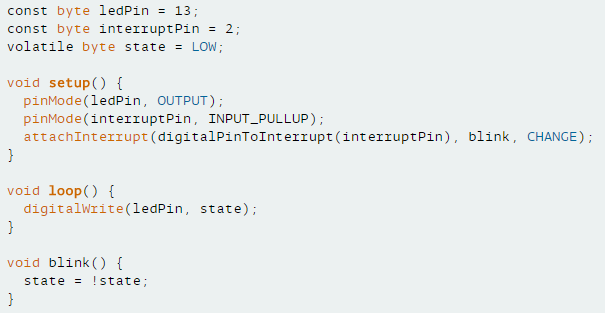 const byte ledPin = 13;
const byte interruptPin = 2;
volatile byte state = LOW;

void setup() {
  pinMode(ledPin, OUTPUT);
  pinMode(interruptPin, INPUT_PULLUP);
  attachInterrupt(digitalPinToInterrupt(interruptPin), blink, CHANGE);
}

void loop() {
  digitalWrite(ledPin, state);
}

void blink() {
  state = !state;
}